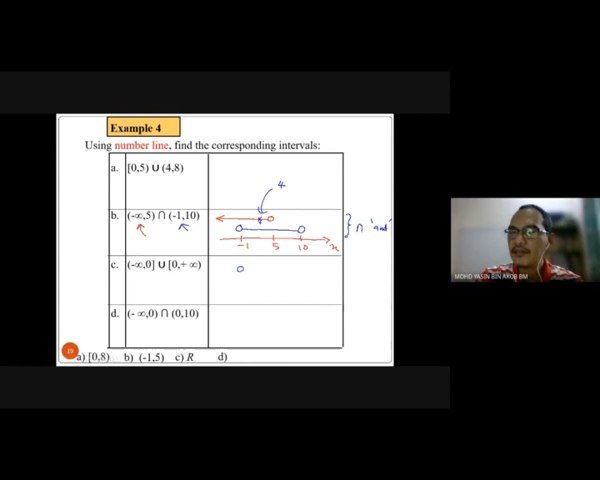 Example 4
Using number line, find the corresponding intervals:
a. [0,5) ∪ (4,8)
4
b. (-∞,5) ∩ (-1,10)
} ∩ "and"
-1 5 10 x
c. (-∞,0] ∪ [0,+ ∞)
0
d. (- ∞,0) ∩ (0,10)
19
a) [0,8) b) (-1,5) c) R d)
MOHD YASIN BIN AKOB BM